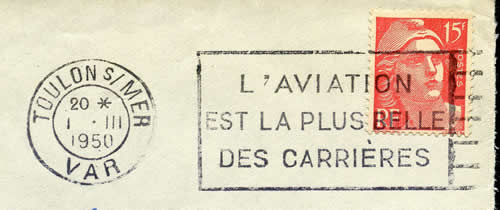 TOULON S/MER
20 *
1 · III
1950
VAR
L'AVIATION
EST LA PLUS BELLE
DES CARRIÈRES
15f
POSTES